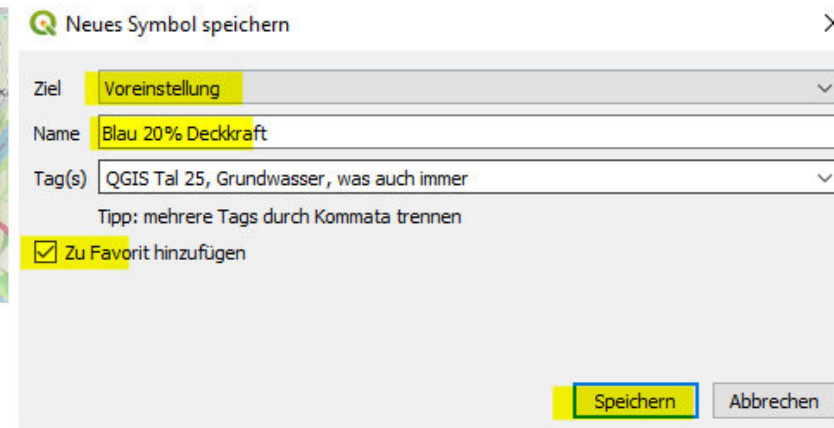 Neues Symbol speichern
Ziel Voreinstellung
Name Blau 20% Deckkraft
Tag(s) QGIS Tal 25, Grundwasser, was auch immer
Tipp: mehrere Tags durch Kommata trennen
Zu Favorit hinzufügen
Speichern Abbrechen